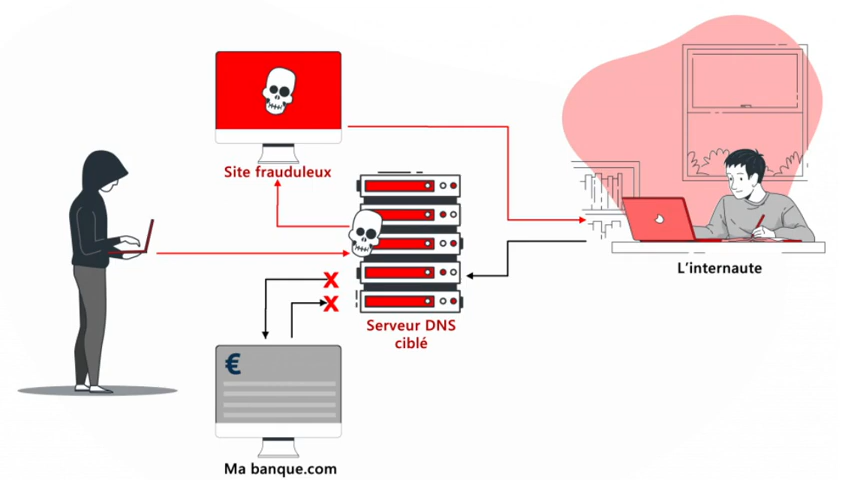 Site frauduleux
L'internaute
X
X
Serveur DNS
ciblé
€
Ma banque.com